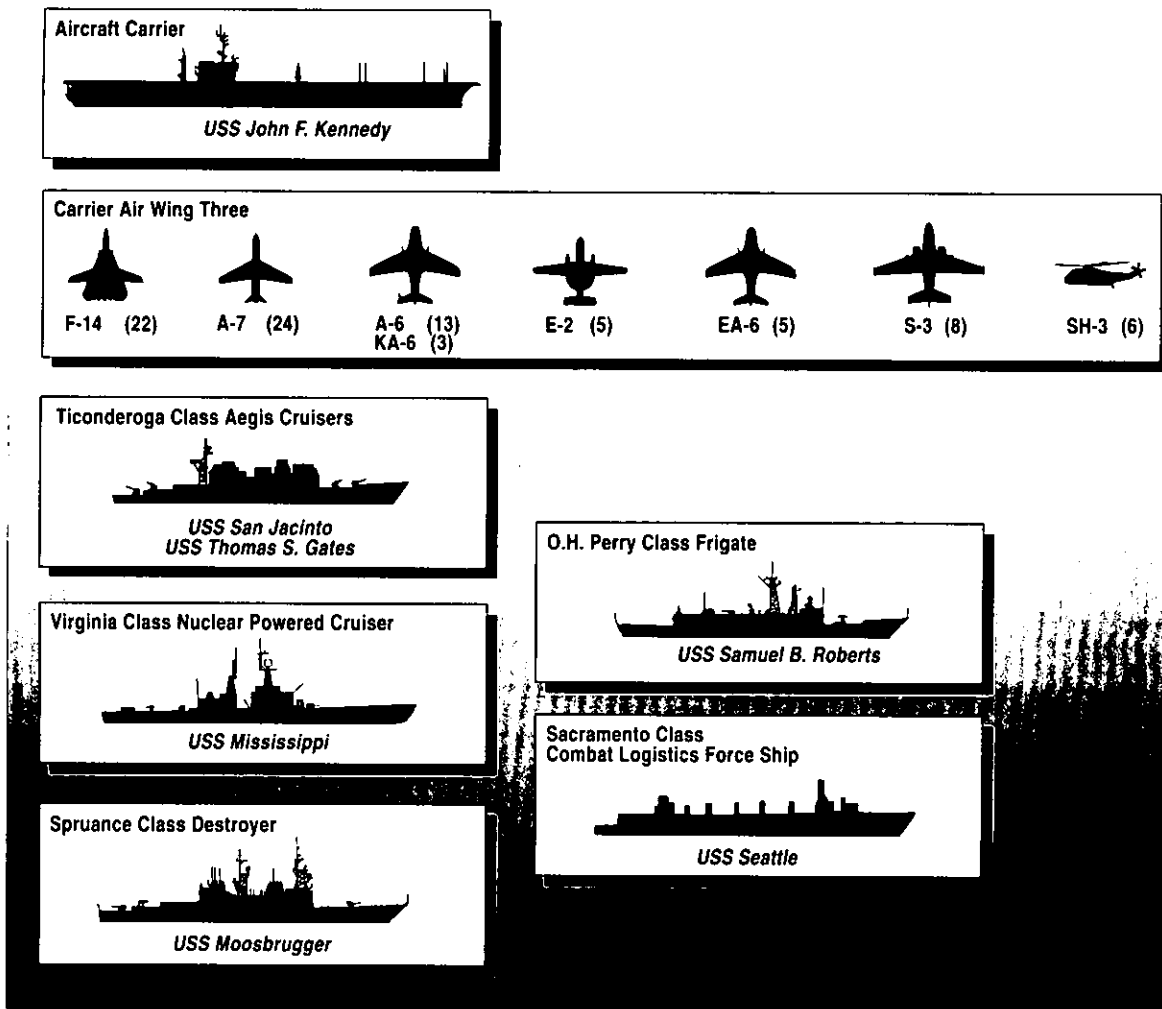 Aircraft Carrier
USS John F. Kennedy
Carrier Air Wing Three
F-14 (22)
A-7 (24)
A-6 (13)
KA-6 (3)
E-2 (5)
EA-6 (5)
S-3 (8)
SH-3 (6)
Ticonderoga Class Aegis Cruisers
USS San Jacinto
USS Thomas S. Gates
O.H. Perry Class Frigate
USS Samuel B. Roberts
Virginia Class Nuclear Powered Cruiser
USS Mississippi
Sacramento Class
Combat Logistics Force Ship
USS Seattle
Spruance Class Destroyer
USS Moosbrugger